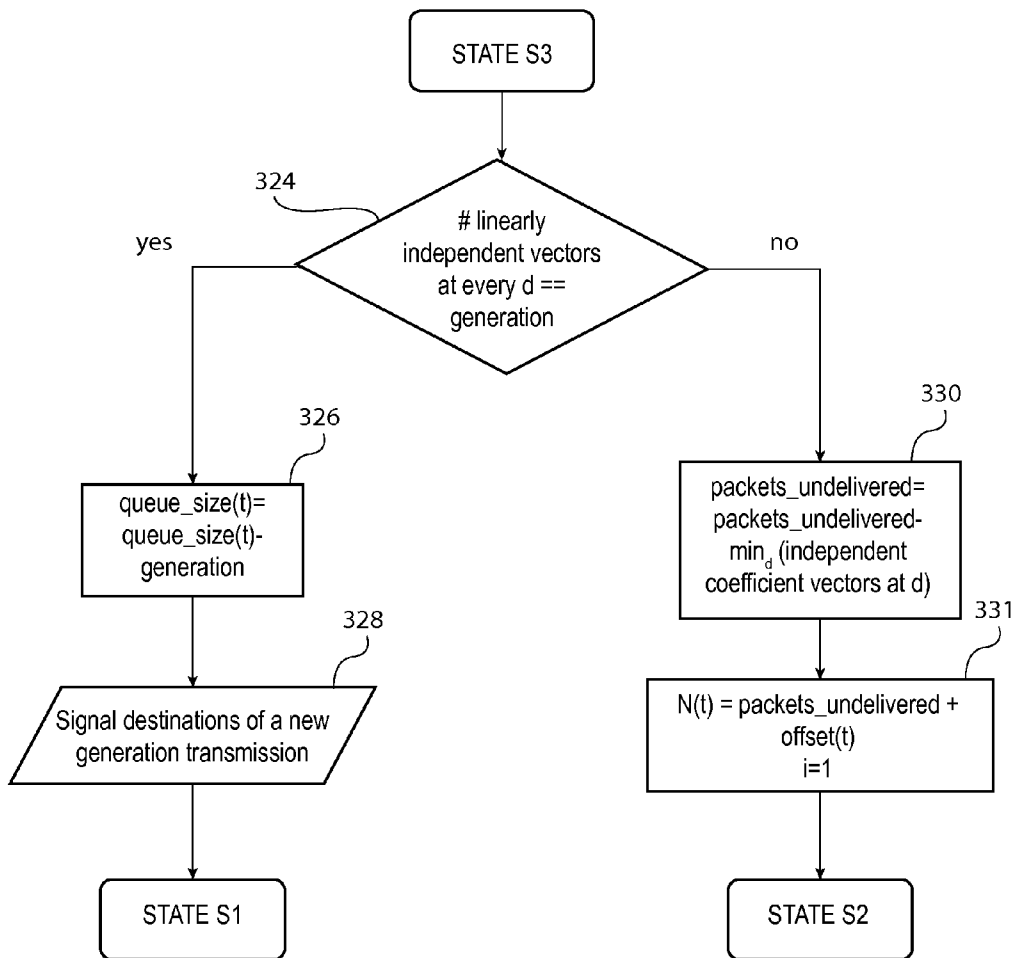 STATE S3
324
# linearly
independent vectors
at every d ==
generation
yes
no
326
queue_size(t)=
queue_size(t)-
generation
330
packets_undelivered=
packets_undelivered-
min_d (independent
coefficient vectors at d)
328
Signal destinations of a new
generation transmission
331
N(t) = packets_undelivered +
offset(t)
i=1
STATE S1
STATE S2